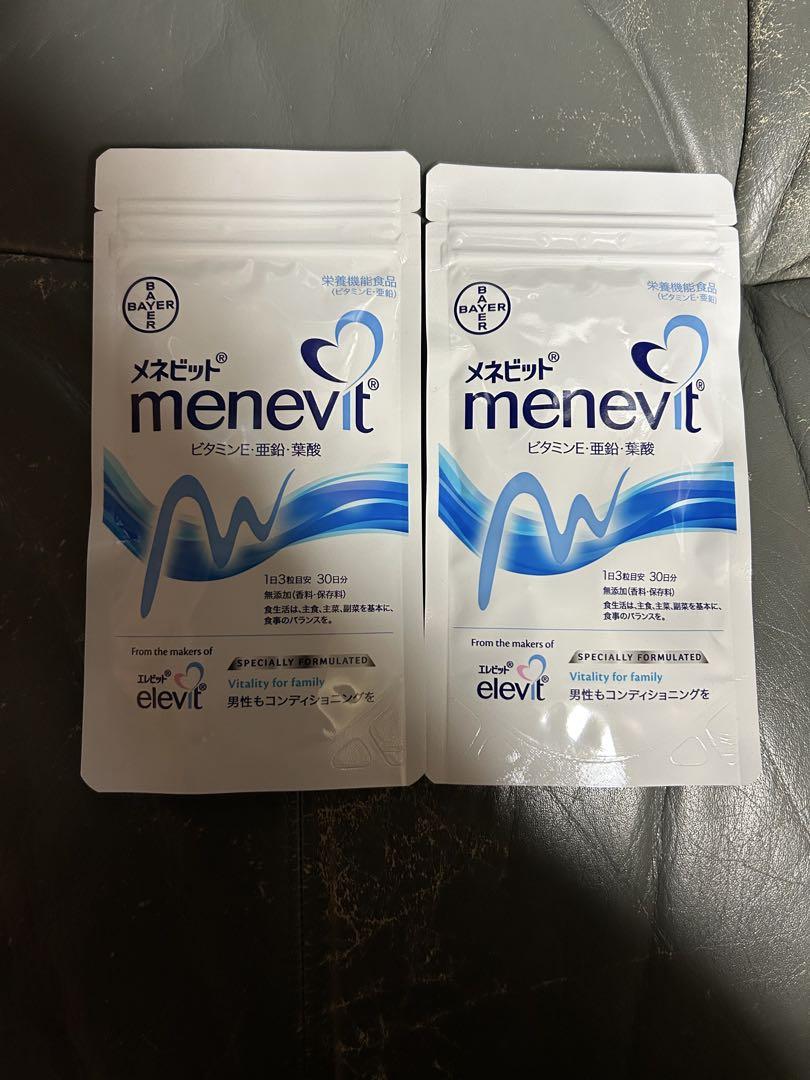 栄養機能食品
(ビタミンE・亜鉛)
BAYER
BAYER
メネビット®
menevit®
ビタミンE・亜鉛・葉酸
1日3粒目安 30日分
無添加(香料・保存料)
食生活は、主食、主菜、副菜を基本に、
食事のバランスを。
From the makers of
エレビット®
elevit®
SPECIALLY FORMULATED
Vitality for family
男性もコンディショニングを
栄養機能食品
(ビタミンE・亜鉛)
BAYER
BAYER
メネビット®
menevit®
ビタミンE・亜鉛・葉酸
1日3粒目安 30日分
無添加(香料・保存料)
食生活は、主食、主菜、副菜を基本に、
食事のバランスを。
From the makers of
エレビット®
elevit®
SPECIALLY FORMULATED
Vitality for family
男性もコンディショニングを